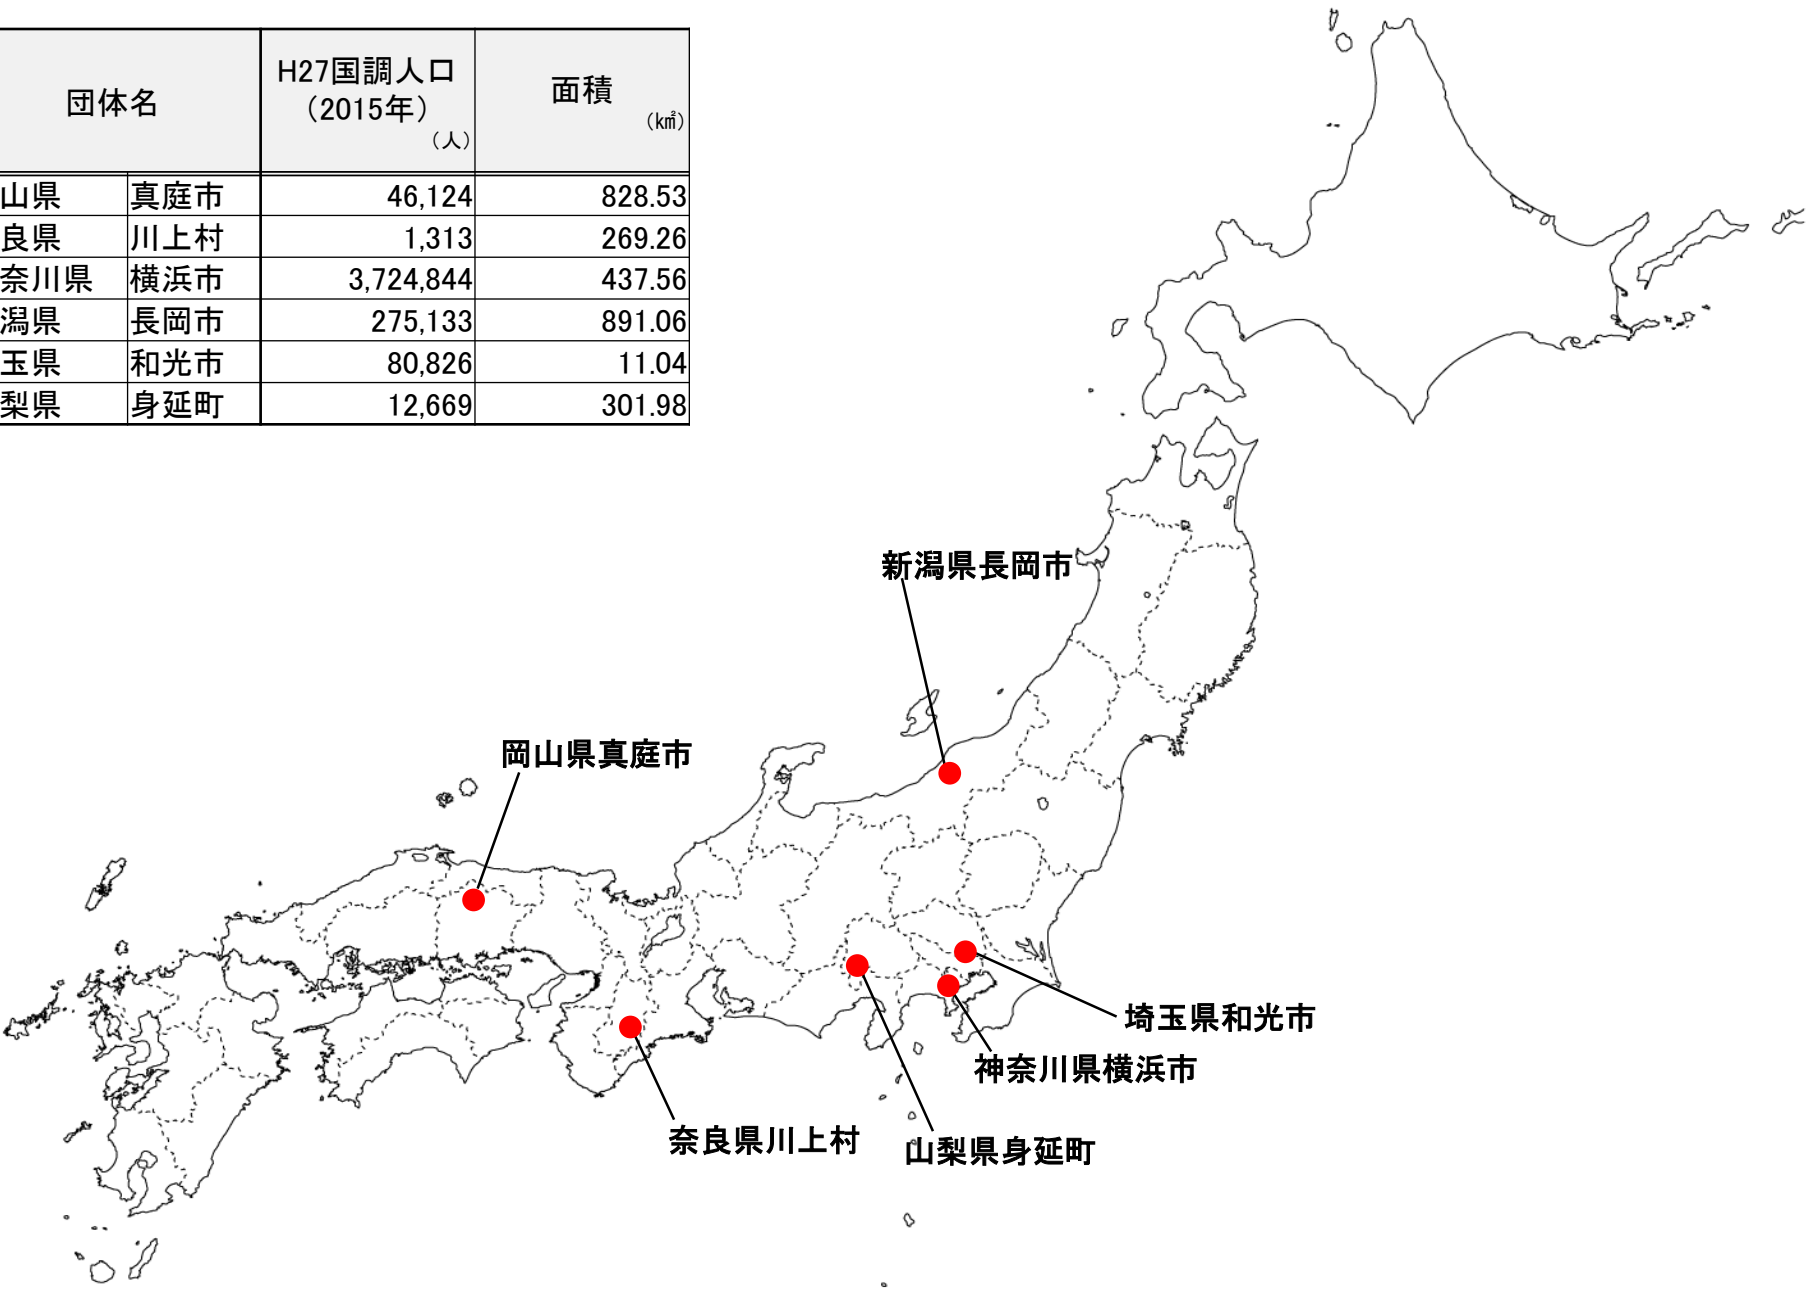 団体名 H27国調人口 面積
(2015年) (k㎡)
(人)
山県 真庭市 46,124 828.53
良県 川上村 1,313 269.26
奈川県 横浜市 3,724,844 437.56
潟県 長岡市 275,133 891.06
玉県 和光市 80,826 11.04
梨県 身延町 12,669 301.98
新潟県長岡市
岡山県真庭市
埼玉県和光市
神奈川県横浜市
奈良県川上村
山梨県身延町